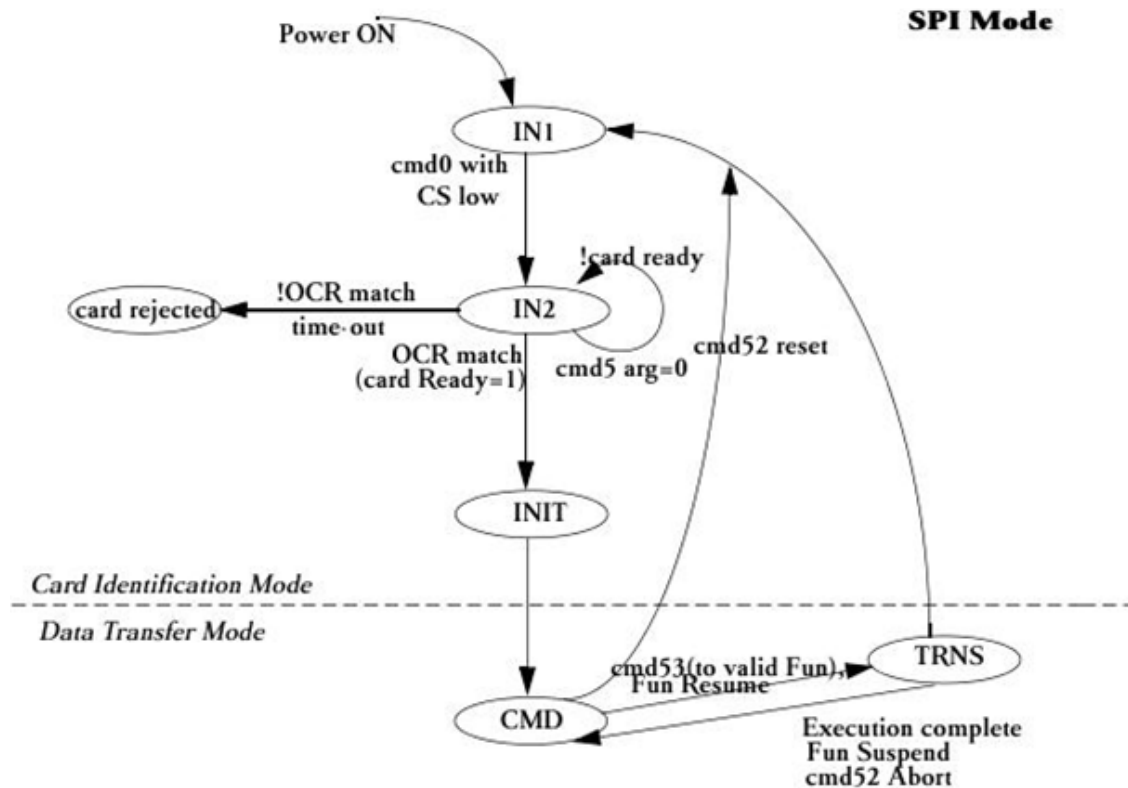 SPI Mode
Power ON
IN1
cmd0 with
CS low
!card ready
!OCR match
card rejected
IN2
time-out
cmd52 reset
OCR match
cmd5 arg=0
(card Ready=1)
INIT
Card Identification Mode
Data Transfer Mode
TRNS
cmd53(to valid Fun),
Fun Resume
CMD
Execution complete
Fun Suspend
cmd52 Abort